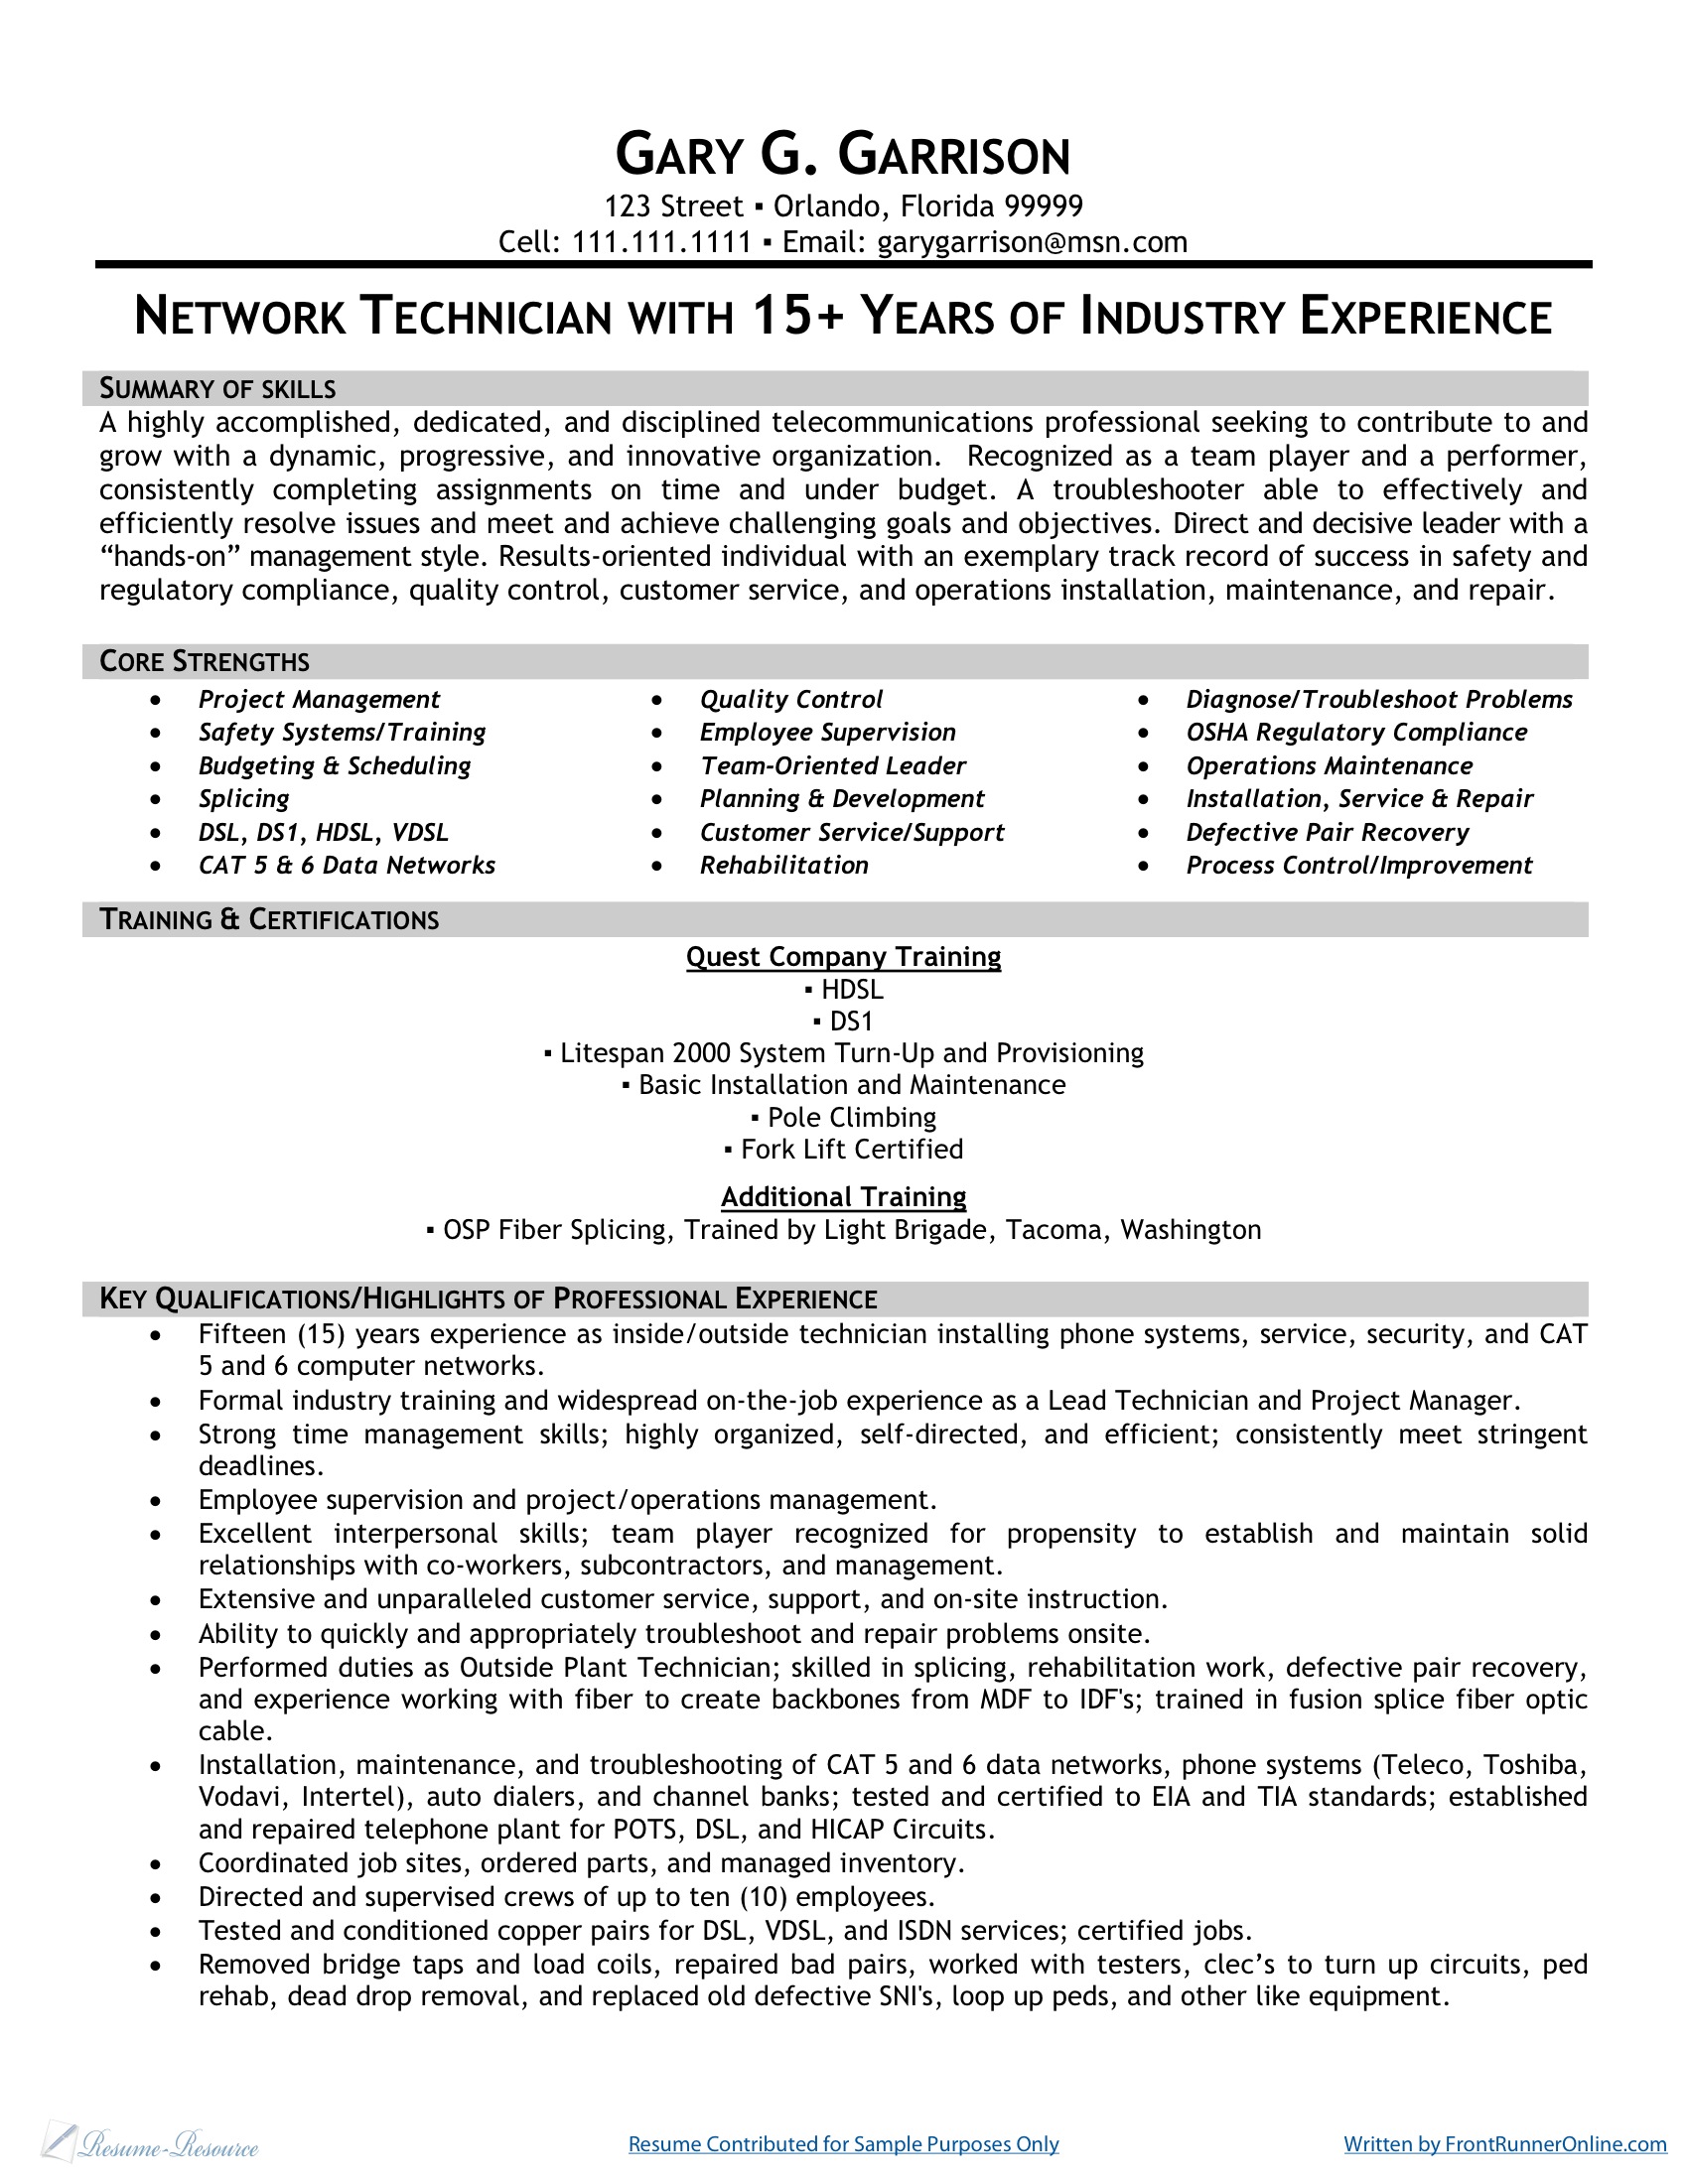 GARY G. GARRISON
123 Street ▪ Orlando, Florida 99999
Cell: 111.111.1111 ▪ Email: garygarrison@msn.com
NETWORK TECHNICIAN WITH 15+ YEARS OF INDUSTRY EXPERIENCE
SUMMARY OF SKILLS
A highly accomplished, dedicated, and disciplined telecommunications professional seeking to contribute to and
grow with a dynamic, progressive, and innovative organization. Recognized as a team player and a performer,
consistently completing assignments on time and under budget. A troubleshooter able to effectively and
efficiently resolve issues and meet and achieve challenging goals and objectives. Direct and decisive leader with a
“hands-on” management style. Results-oriented individual with an exemplary track record of success in safety and
regulatory compliance, quality control, customer service, and operations installation, maintenance, and repair.
CORE STRENGTHS
• Project Management
• Safety Systems/Training
• Budgeting & Scheduling
• Splicing
• DSL, DS1, HDSL, VDSL
• CAT 5 & 6 Data Networks
• Quality Control
• Employee Supervision
• Team-Oriented Leader
• Planning & Development
• Customer Service/Support
• Rehabilitation
• Diagnose/Troubleshoot Problems
• OSHA Regulatory Compliance
• Operations Maintenance
• Installation, Service & Repair
• Defective Pair Recovery
• Process Control/Improvement
TRAINING & CERTIFICATIONS
Quest Company Training
▪ HDSL
▪ DS1
▪ Litespan 2000 System Turn-Up and Provisioning
▪ Basic Installation and Maintenance
▪ Pole Climbing
▪ Fork Lift Certified
Additional Training
▪ OSP Fiber Splicing, Trained by Light Brigade, Tacoma, Washington
KEY QUALIFICATIONS/HIGHLIGHTS OF PROFESSIONAL EXPERIENCE
• Fifteen (15) years experience as inside/outside technician installing phone systems, service, security, and CAT
5 and 6 computer networks.
• Formal industry training and widespread on-the-job experience as a Lead Technician and Project Manager.
• Strong time management skills; highly organized, self-directed, and efficient; consistently meet stringent
deadlines.
• Employee supervision and project/operations management.
• Excellent interpersonal skills; team player recognized for propensity to establish and maintain solid
relationships with co-workers, subcontractors, and management.
• Extensive and unparalleled customer service, support, and on-site instruction.
• Ability to quickly and appropriately troubleshoot and repair problems onsite.
• Performed duties as Outside Plant Technician; skilled in splicing, rehabilitation work, defective pair recovery,
and experience working with fiber to create backbones from MDF to IDF's; trained in fusion splice fiber optic
cable.
• Installation, maintenance, and troubleshooting of CAT 5 and 6 data networks, phone systems (Teleco, Toshiba,
Vodavi, Intertel), auto dialers, and channel banks; tested and certified to EIA and TIA standards; established
and repaired telephone plant for POTS, DSL, and HICAP Circuits.
• Coordinated job sites, ordered parts, and managed inventory.
• Directed and supervised crews of up to ten (10) employees.
• Tested and conditioned copper pairs for DSL, VDSL, and ISDN services; certified jobs.
• Removed bridge taps and load coils, repaired bad pairs, worked with testers, clec’s to turn up circuits, ped
rehab, dead drop removal, and replaced old defective SNI's, loop up peds, and other like equipment.
Resume-Resource
Resume Contributed for Sample Purposes Only
Written by FrontRunnerOnline.com